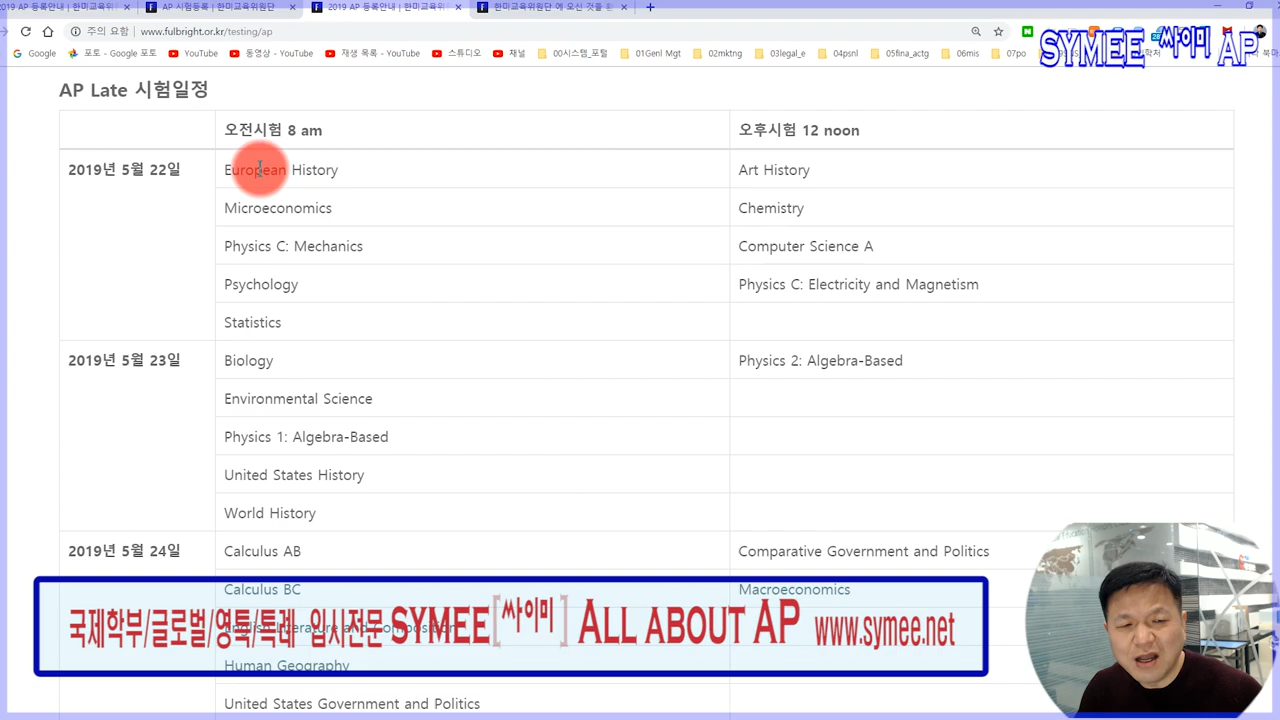 2019 AP 등록안내 | 한미교육위원
AP 시험등록 | 한미교육위원단
2019 AP 등록안내 | 한미교육위
한미교육위원단 에 오신 것을 환
주의 요함
www.fulbright.or.kr/testing/ap
Google
포토 - Google 포토
YouTube
동영상 - YouTube
재생 목록 - YouTube
스튜디오
채널
00시스템_포털
01Genl Mgt
02mktng
03legal_e
04psnl
05fina_actg
06mis
07po
SYMEE 싸이미 AP
AP Late 시험일정
오전시험 8 am
오후시험 12 noon
2019년 5월 22일
European History
Art History
Microeconomics
Chemistry
Physics C: Mechanics
Computer Science A
Psychology
Physics C: Electricity and Magnetism
Statistics
2019년 5월 23일
Biology
Physics 2: Algebra-Based
Environmental Science
Physics 1: Algebra-Based
United States History
World History
2019년 5월 24일
Calculus AB
Comparative Government and Politics
Calculus BC
Macroeconomics
English Literature and Composition
국제학부/글로벌/영특/특례 입시전문 SYMEE[싸이미] ALL ABOUT AP www.symee.net
Human Geography
United States Government and Politics